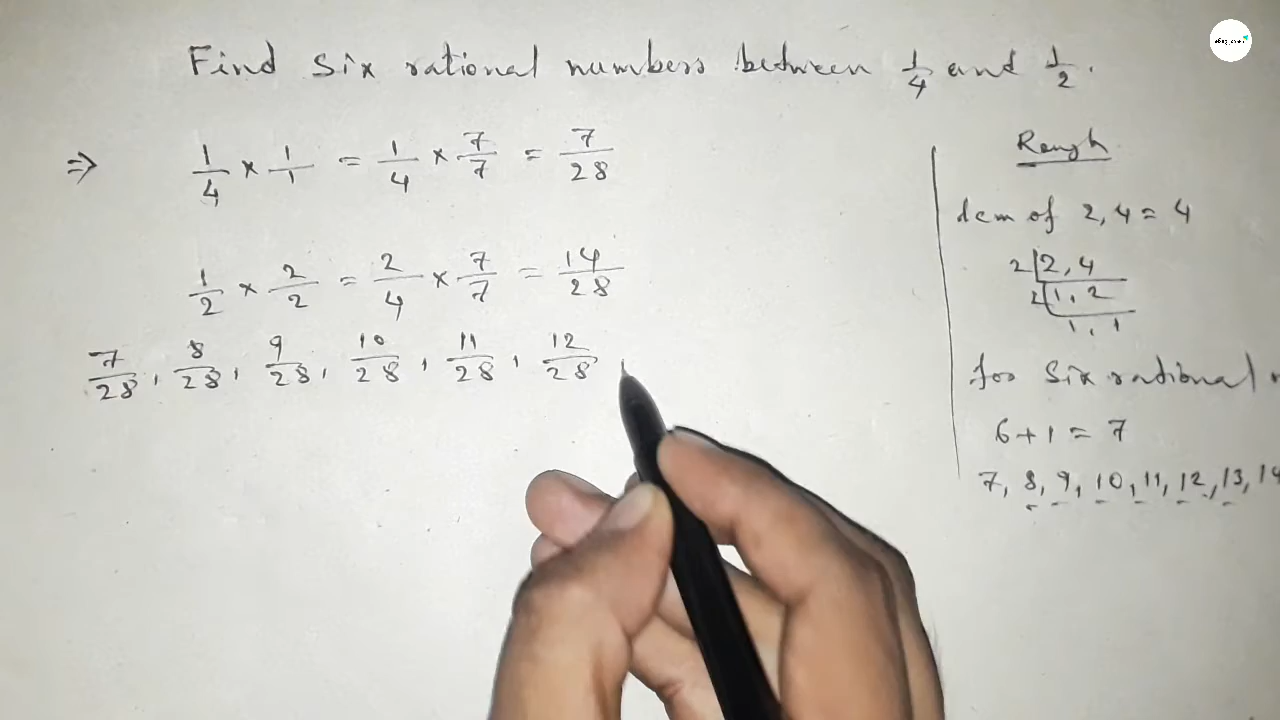 Find six rational numbers between 1/4 and 1/2.
⇒ 1/4 × 1/1 = 1/4 × 7/7 = 7/28
1/2 × 2/2 = 2/4 × 7/7 = 14/28
7/28, 8/28, 9/28, 10/28, 11/28, 12/28,
Rough
lcm of 2, 4 = 4
2|2, 4
2|1, 2
1, 1
for six rational
6+1 = 7
7, 8, 9, 10, 11, 12, 13, 14